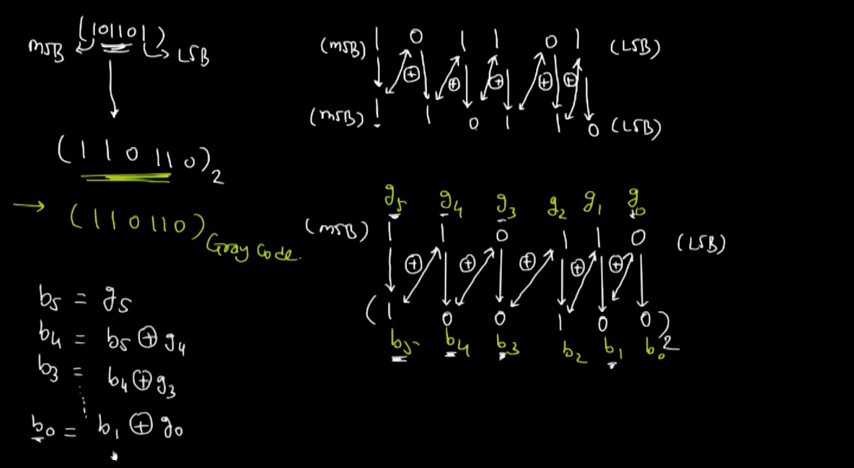 (101101)
MSB LSB
(110110)2
→ (110110)Gray Code.
b5 = g5
b4 = b5 ⊕ g4
b3 = b4 ⊕ g3
b0 = b1 ⊕ g0
(MSB) 1 0 1 1 0 1 (LSB)
⊕ ⊕ ⊕ ⊕ ⊕
(MSB) 1 1 0 1 1 0 (LSB)
g5 g4 g3 g2 g1 g0
(MSB) 1 1 0 1 1 0 (LSB)
⊕ ⊕ ⊕ ⊕ ⊕
(1 0 0 1 0 0)2
b5 b4 b3 b2 b1 b0